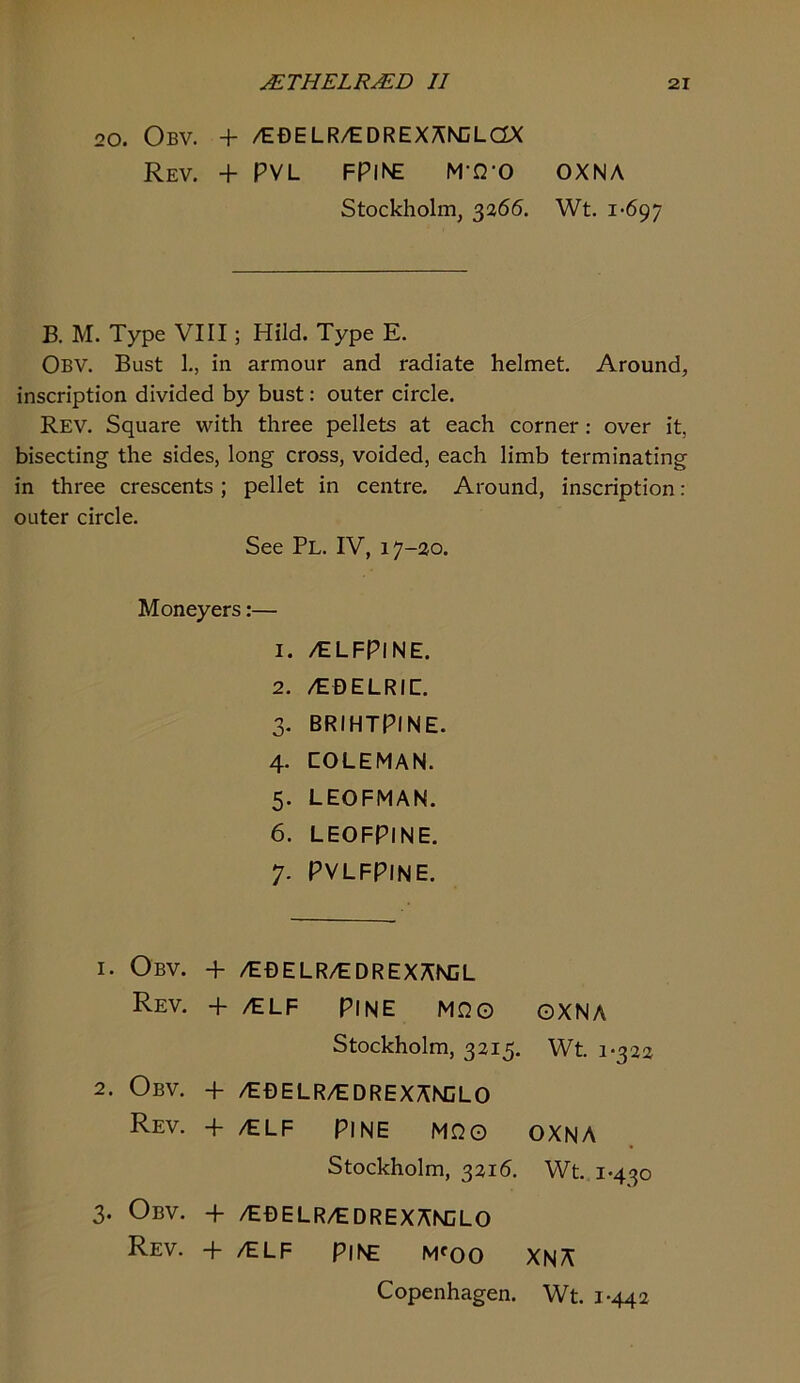 ÆTHELRÆD II 21
20. OBV. + ÆÐELRÆDREXANGLOX
REV. + PVL FPINE M·Ω·O OXNA
Stockholm, 3266. Wt. 1·697
B. M. Type VIII; Hild. Type E.
OBV. Bust l., in armour and radiate helmet. Around,
inscription divided by bust: outer circle.
REV. Square with three pellets at each corner: over it,
bisecting the sides, long cross, voided, each limb terminating
in three crescents; pellet in centre. Around, inscription:
outer circle.
See PL. IV, 17–20.
Moneyers:—
1. ÆLFPINE.
2. ÆÐELRIC.
3. BRIHTPINE.
4. COLEMAN.
5. LEOFMAN.
6. LEOFPINE.
7. PVLFPINE.
1. OBV. + ÆÐELRÆDREXANGL
REV. + ÆLF PINE MΩʘ ʘXNA
Stockholm, 3215. Wt. 1·322
2. OBV. + ÆÐELRÆDREXANGLO
REV. + ÆLF PINE MΩʘ OXNA
Stockholm, 3216. Wt. 1·430
3. OBV. + ÆÐELRÆDREXANGLO
REV. + ÆLF PINE M'OO XNA
Copenhagen. Wt. 1·442